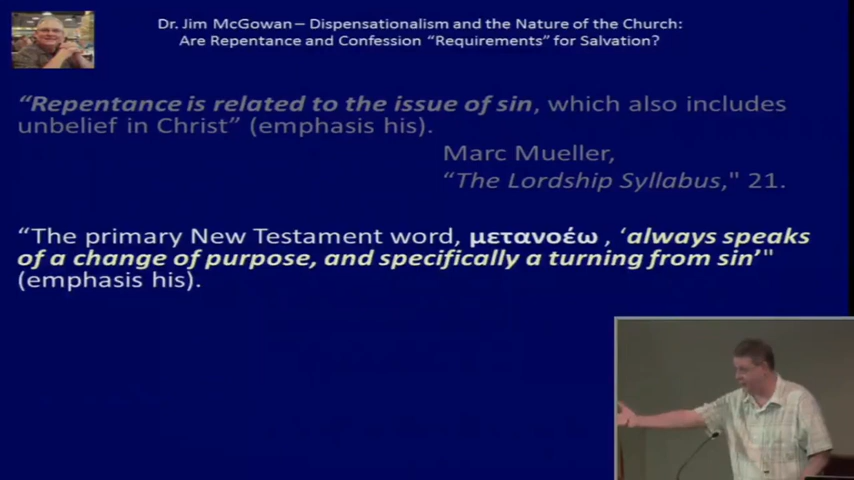 Dr. Jim McGowan – Dispensationalism and the Nature of the Church:
Are Repentance and Confession “Requirements” for Salvation?
“Repentance is related to the issue of sin, which also includes
unbelief in Christ” (emphasis his).
Marc Mueller,
“The Lordship Syllabus," 21.
“The primary New Testament word, μετανοέω , ‘always speaks
of a change of purpose, and specifically a turning from sin’"
(emphasis his).